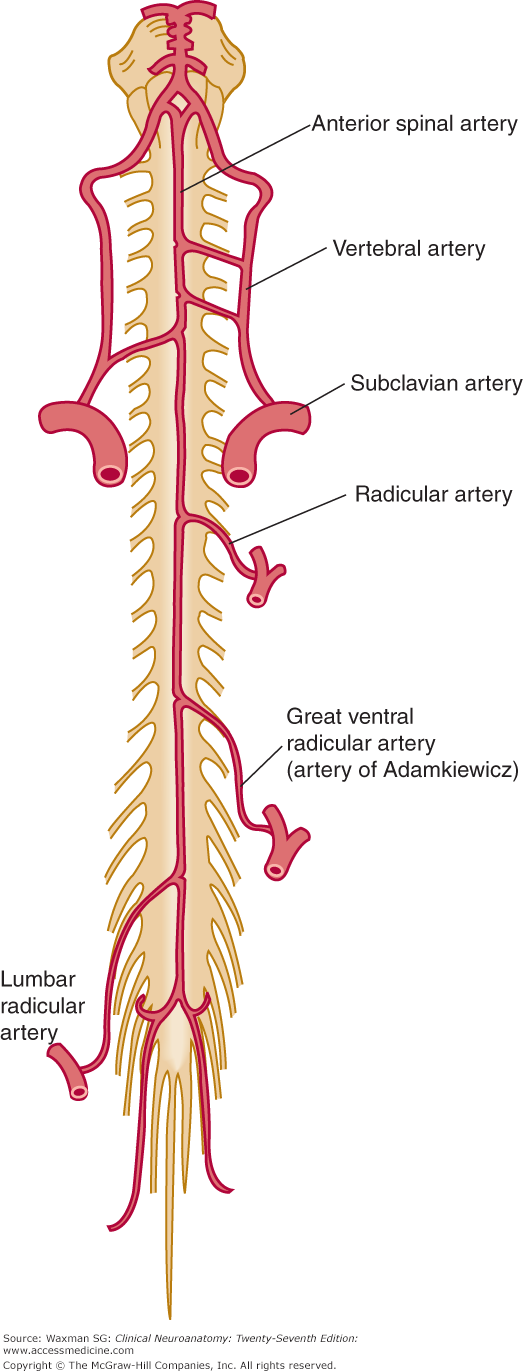 Anterior spinal artery
Vertebral artery
Subclavian artery
Radicular artery
Great ventral
radicular artery
(artery of Adamkiewicz)
Lumbar
radicular
artery
Source: Waxman SG: Clinical Neuroanatomy: Twenty-Seventh Edition:
www.accessmedicine.com
Copyright © The McGraw-Hill Companies, Inc. All rights reserved.